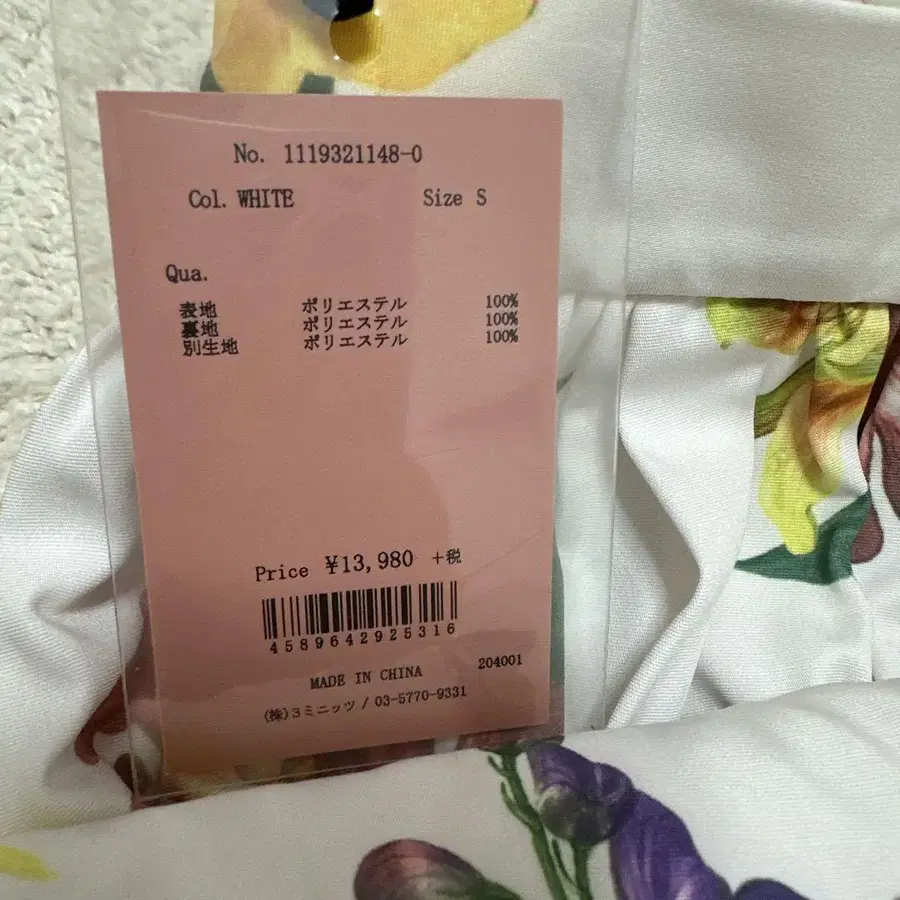 No. 1119321148-0
Col. WHITE Size S
Qua.
表地 ポリエステル 100%
裏地 ポリエステル 100%
別生地 ポリエステル 100%
Price ¥13,980 +税
4589642925316
MADE IN CHINA 204001
(株)3ミニッツ / 03-5770-9331